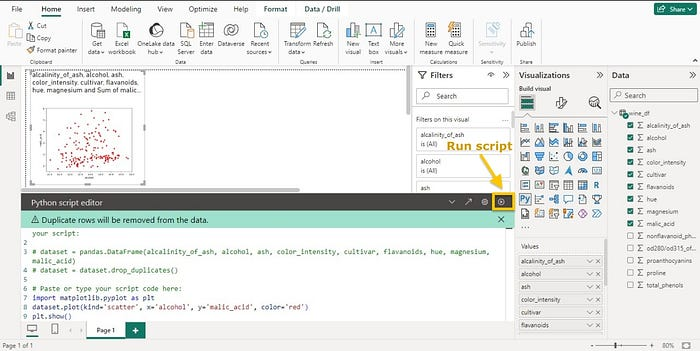 File
Home
Insert
Modeling
View
Optimize
Help
Format
Data / Drill
Share
Paste
Cut
Copy
Format painter
Clipboard
Get data
Excel workbook
OneLake data hub
SQL Server
Enter data
Dataverse
Recent sources
Data
Transform data
Refresh
Queries
New visual
Text box
More visuals
Insert
New measure
Quick measure
Calculations
Sensitivity
Sensitivity
Publish
Share
alcalinity_of_ash, alcohol, ash,
color_intensity, cultivar, flavanoids,
hue, magnesium and Sum of malic...
Filters
Search
Filters on this visual
...
alcalinity_of_ash
is (All)
alcohol
is (All)
ash
Run script
Visualizations
Build visual
R
Py
...
Values
alcalinity_of_ash
alcohol
ash
color_intensity
cultivar
flavanoids
Data
Search
wine_df
alcalinity_of_ash
alcohol
ash
color_intensity
cultivar
flavanoids
hue
magnesium
malic_acid
nonflavanoid_ph...
od280/od315_of...
proanthocyanins
proline
total_phenols
Python script editor
Duplicate rows will be removed from the data.
your script:
2
3 # dataset = pandas.DataFrame(alcalinity_of_ash, alcohol, ash, color_intensity, cultivar, flavanoids, hue, magnesium,
malic_acid)
4 # dataset = dataset.drop_duplicates()
5
6 # Paste or type your script code here:
7 import matplotlib.pyplot as plt
8 dataset.plot(kind='scatter', x='alcohol', y='malic_acid', color='red')
9 plt.show()
Page 1
+
Page 1 of 1
80%